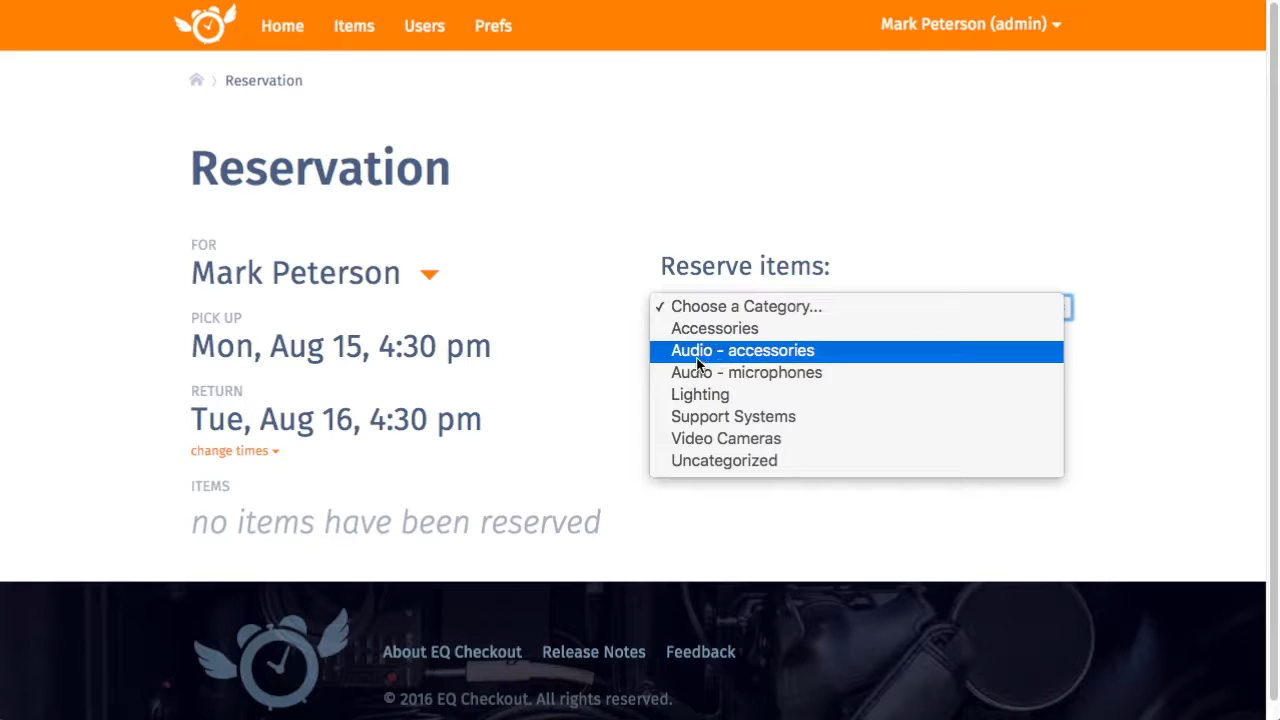 Home Items Users Prefs Mark Peterson (admin)
Reservation
Reservation
FOR
Mark Peterson
PICK UP
Mon, Aug 15, 4:30 pm
RETURN
Tue, Aug 16, 4:30 pm
change times
ITEMS
no items have been reserved
Reserve items:
✓ Choose a Category...
Accessories
Audio - accessories
Audio - microphones
Lighting
Support Systems
Video Cameras
Uncategorized
About EQ Checkout Release Notes Feedback
© 2016 EQ Checkout. All rights reserved.